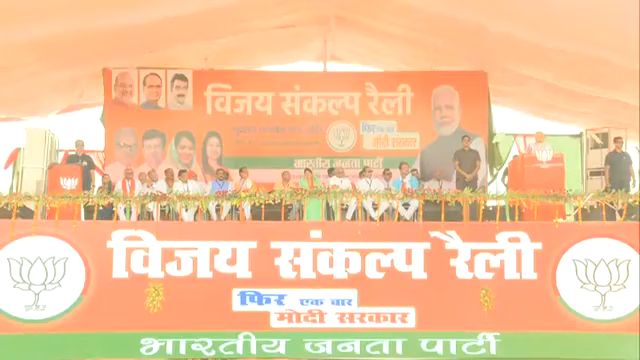 विजय संकल्प रैली
फिर एक बार
मोदी सरकार
भारतीय जनता पार्टी
विजय संकल्प रैली
फिर एक बार
मोदी सरकार
भारतीय जनता पार्टी